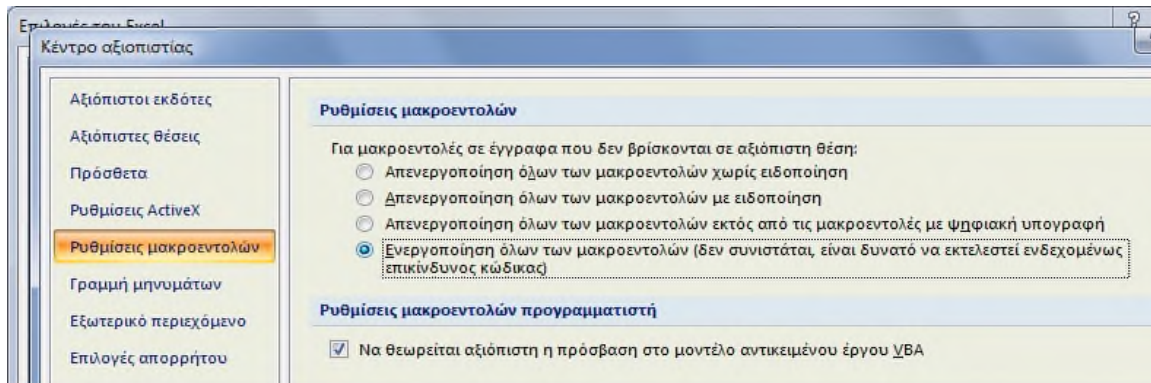 Επιλογές του Excel
Κέντρο αξιοπιστίας
Αξιόπιστοι εκδότες
Αξιόπιστες θέσεις
Πρόσθετα
Ρυθμίσεις ActiveX
Ρυθμίσεις μακροεντολών
Γραμμή μηνυμάτων
Εξωτερικό περιεχόμενο
Επιλογές απορρήτου
Ρυθμίσεις μακροεντολών
Για μακροεντολές σε έγγραφα που δεν βρίσκονται σε αξιόπιστη θέση:
Απενεργοποίηση όλων των μακροεντολών χωρίς ειδοποίηση
Απενεργοποίηση όλων των μακροεντολών με ειδοποίηση
Απενεργοποίηση όλων των μακροεντολών εκτός από τις μακροεντολές με ψηφιακή υπογραφή
Ενεργοποίηση όλων των μακροεντολών (δεν συνιστάται, είναι δυνατό να εκτελεστεί ενδεχομένως
επικίνδυνος κώδικας)
Ρυθμίσεις μακροεντολών προγραμματιστή
Να θεωρείται αξιόπιστη η πρόσβαση στο μοντέλο αντικειμένου έργου VBA